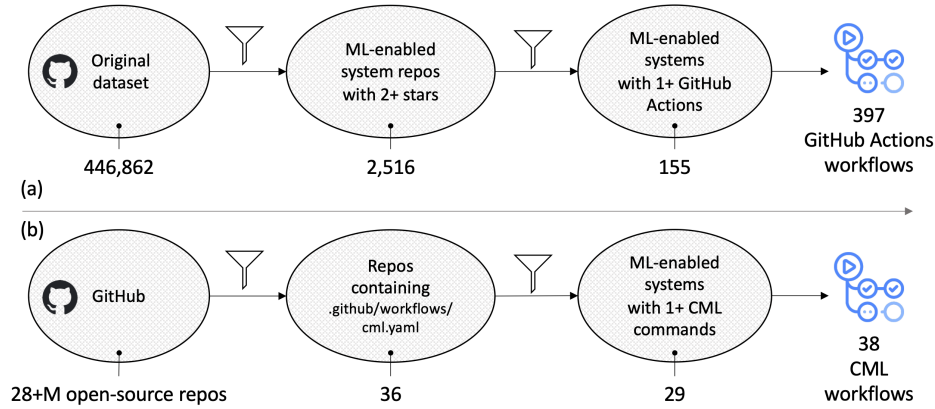 Original
dataset
ML-enabled
system repos
with 2+ stars
ML-enabled
systems
with 1+ GitHub
Actions
397
GitHub Actions
workflows
446,862
2,516
155
(a)
(b)
GitHub
Repos
containing
.github/workflows/
cml.yaml
ML-enabled
systems
with 1+ CML
commands
38
CML
workflows
28+M open-source repos
36
29